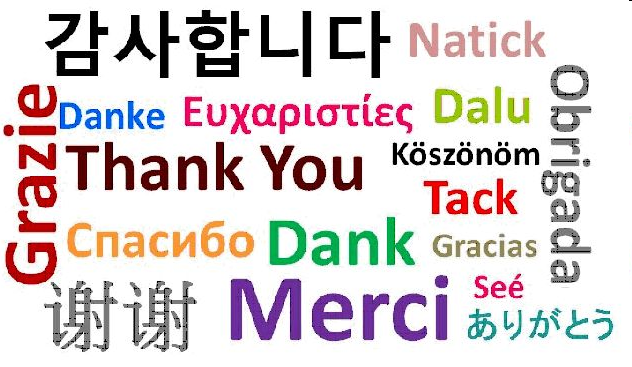 감사합니다
Natick
Grazie
Danke
Ευχαριστίες
Dalu
Obrigada
Thank You
Köszönöm
Tack
Спасибо
Dank
Gracias
谢谢
Merci
Seé
ありがとう